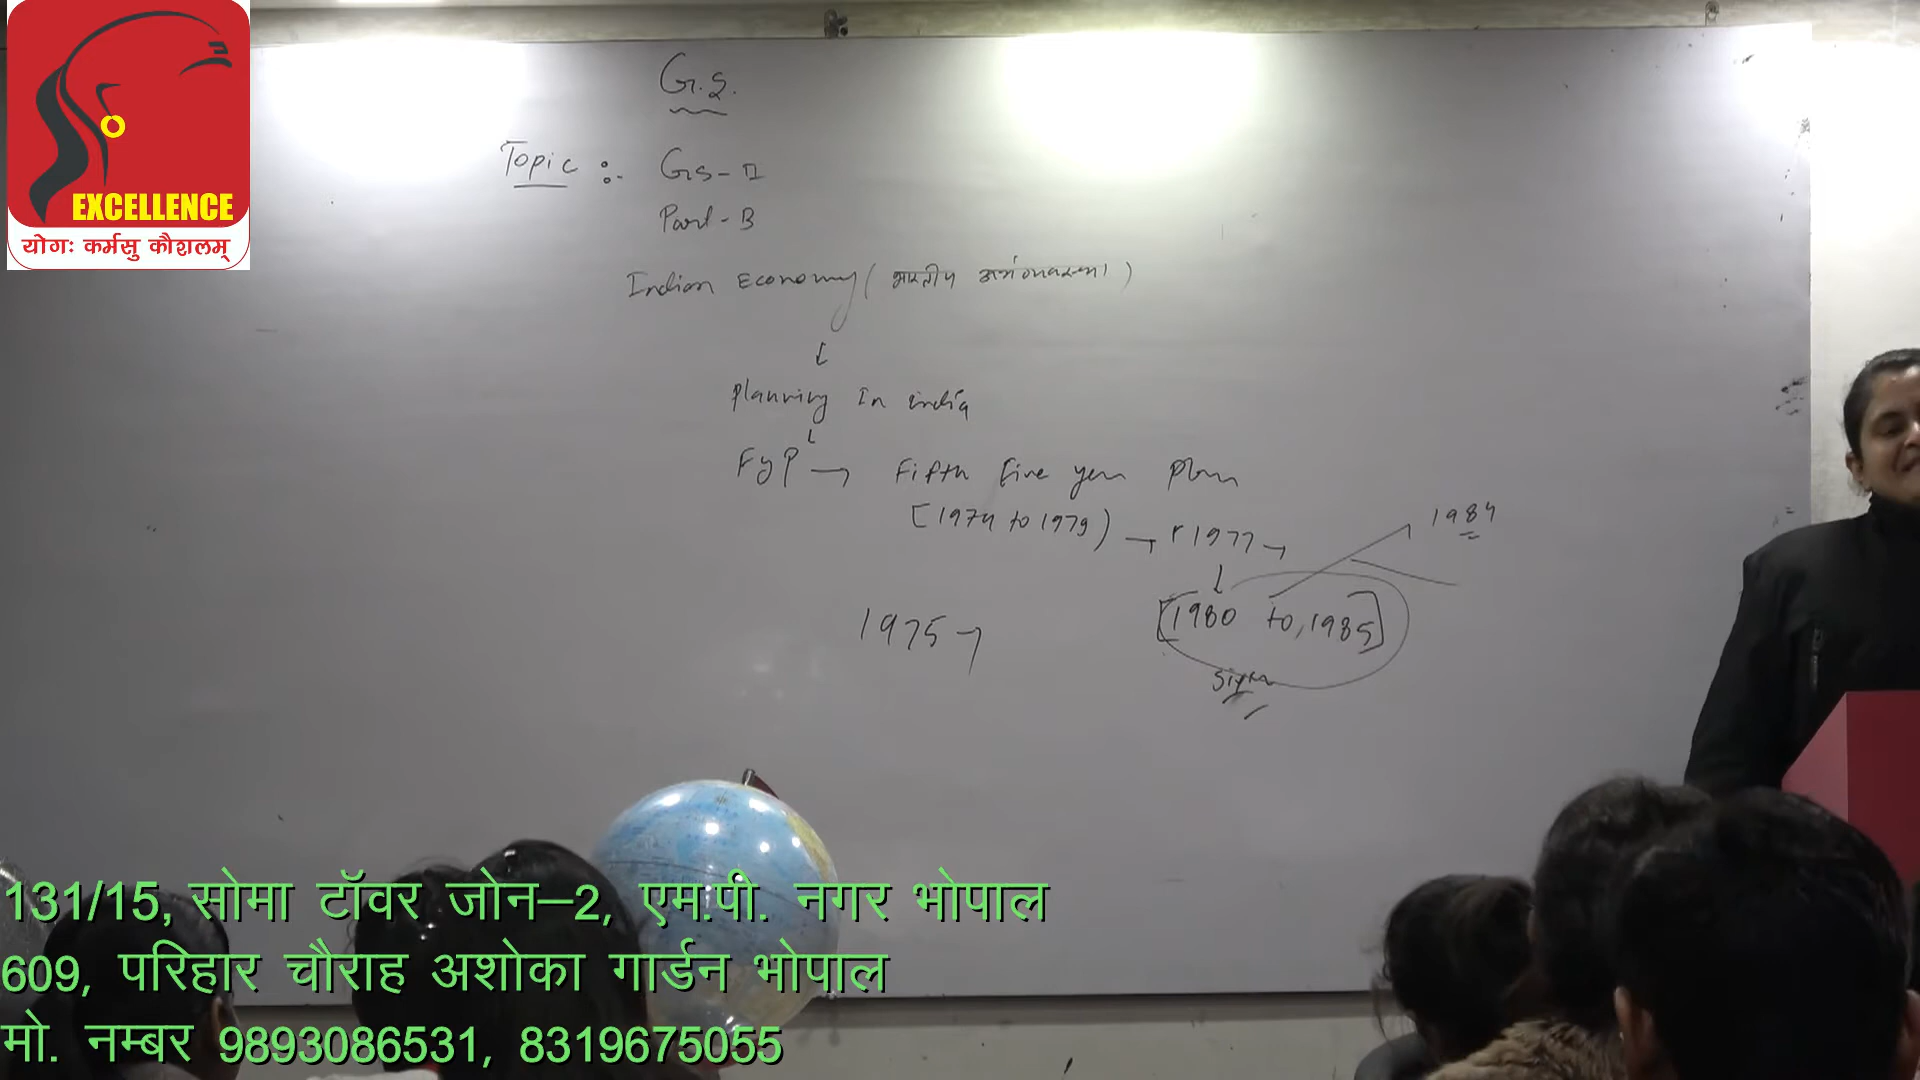 EXCELLENCE
योगः कर्मसु कौशलम्
G.S.
Topic :- GS-II
Part-B
Indian Economy (भारतीय अर्थव्यवस्था)
Planning In india
FyP → Fifth five year Plan
[1974 to 1979) → 1977 →
1984
[1980 to, 1985]
1975 →
131/15, सोमा टॉवर जोन–2, एम.पी. नगर भोपाल
609, परिहार चौराह अशोका गार्डन भोपाल
मो. नम्बर 9893086531, 8319675055